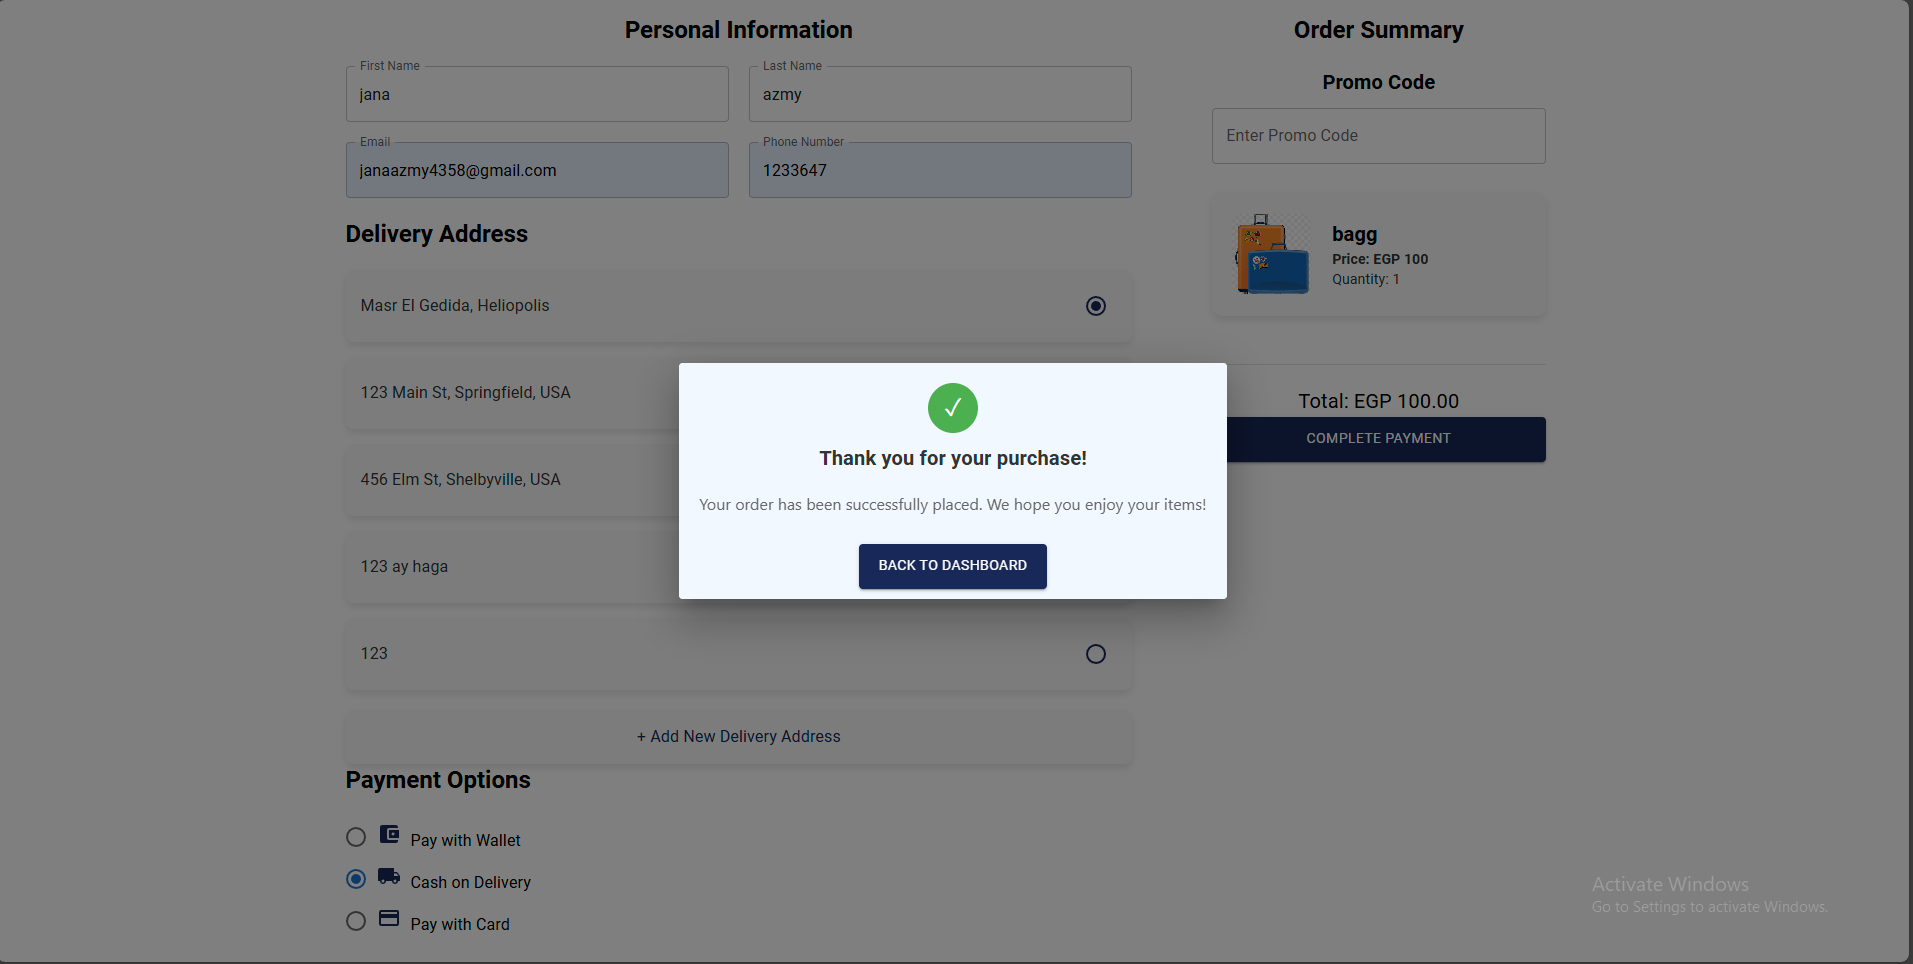 Personal Information
First Name
jana
Last Name
azmy
Email
janaazmy4358@gmail.com
Phone Number
1233647
Delivery Address
Masr El Gedida, Heliopolis
123 Main St, Springfield, USA
456 Elm St, Shelbyville, USA
123 ay haga
123
+ Add New Delivery Address
Payment Options
Pay with Wallet
Cash on Delivery
Pay with Card
Order Summary
Promo Code
Enter Promo Code
bagg
Price: EGP 100
Quantity: 1
Total: EGP 100.00
COMPLETE PAYMENT
Thank you for your purchase!
Your order has been successfully placed. We hope you enjoy your items!
BACK TO DASHBOARD
Activate Windows
Go to Settings to activate Windows.